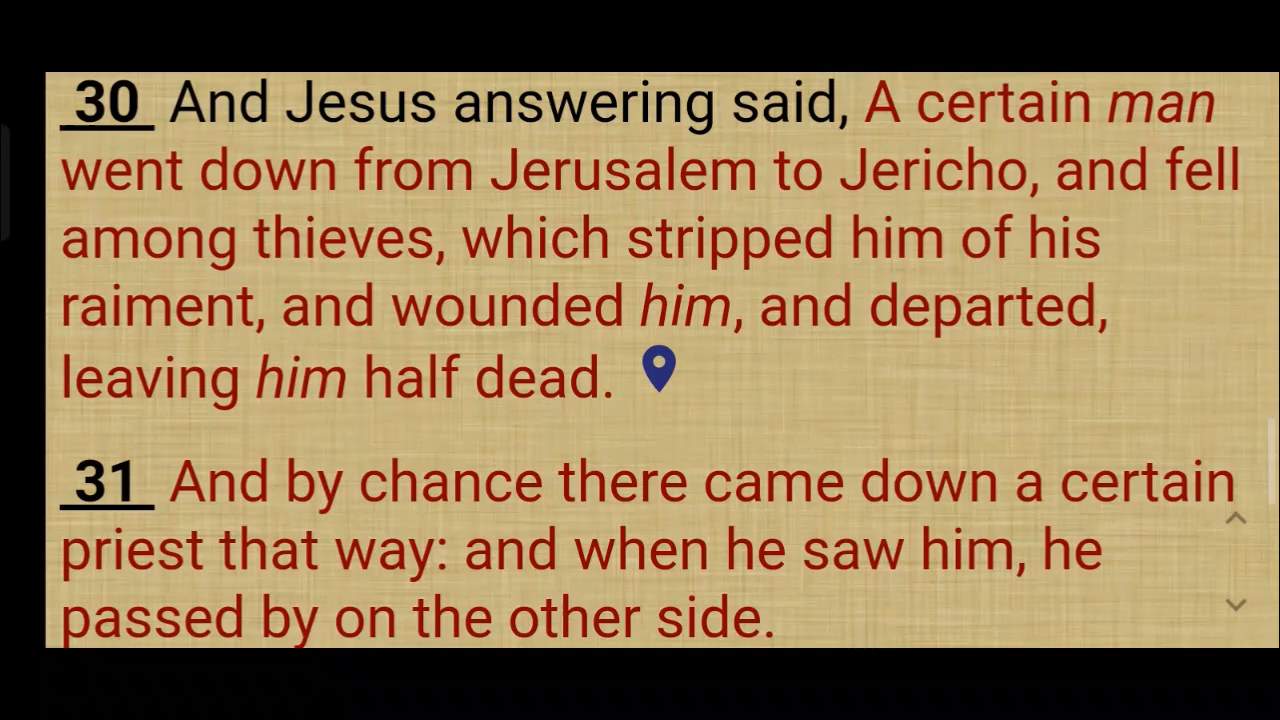 30 And Jesus answering said, A certain man
went down from Jerusalem to Jericho, and fell
among thieves, which stripped him of his
raiment, and wounded him, and departed,
leaving him half dead.
31 And by chance there came down a certain
priest that way: and when he saw him, he
passed by on the other side.